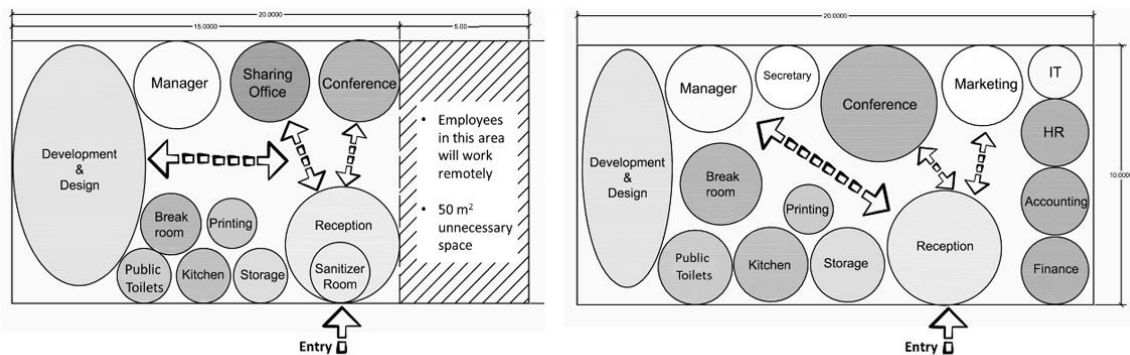 20.0000
15.0000
5.00
Manager
Sharing
Office
Conference
Development
&
Design
• Employees
in this area
will work
remotely
• 50 m²
unnecessary
space
Break
room
Printing
Reception
Public
Toilets
Kitchen
Storage
Sanitizer
Room
Entry
20.0000
Manager
Secretary
Conference
Marketing
IT
HR
Development
&
Design
Break
room
Printing
Accounting
10.0000
Public
Toilets
Kitchen
Storage
Reception
Finance
Entry